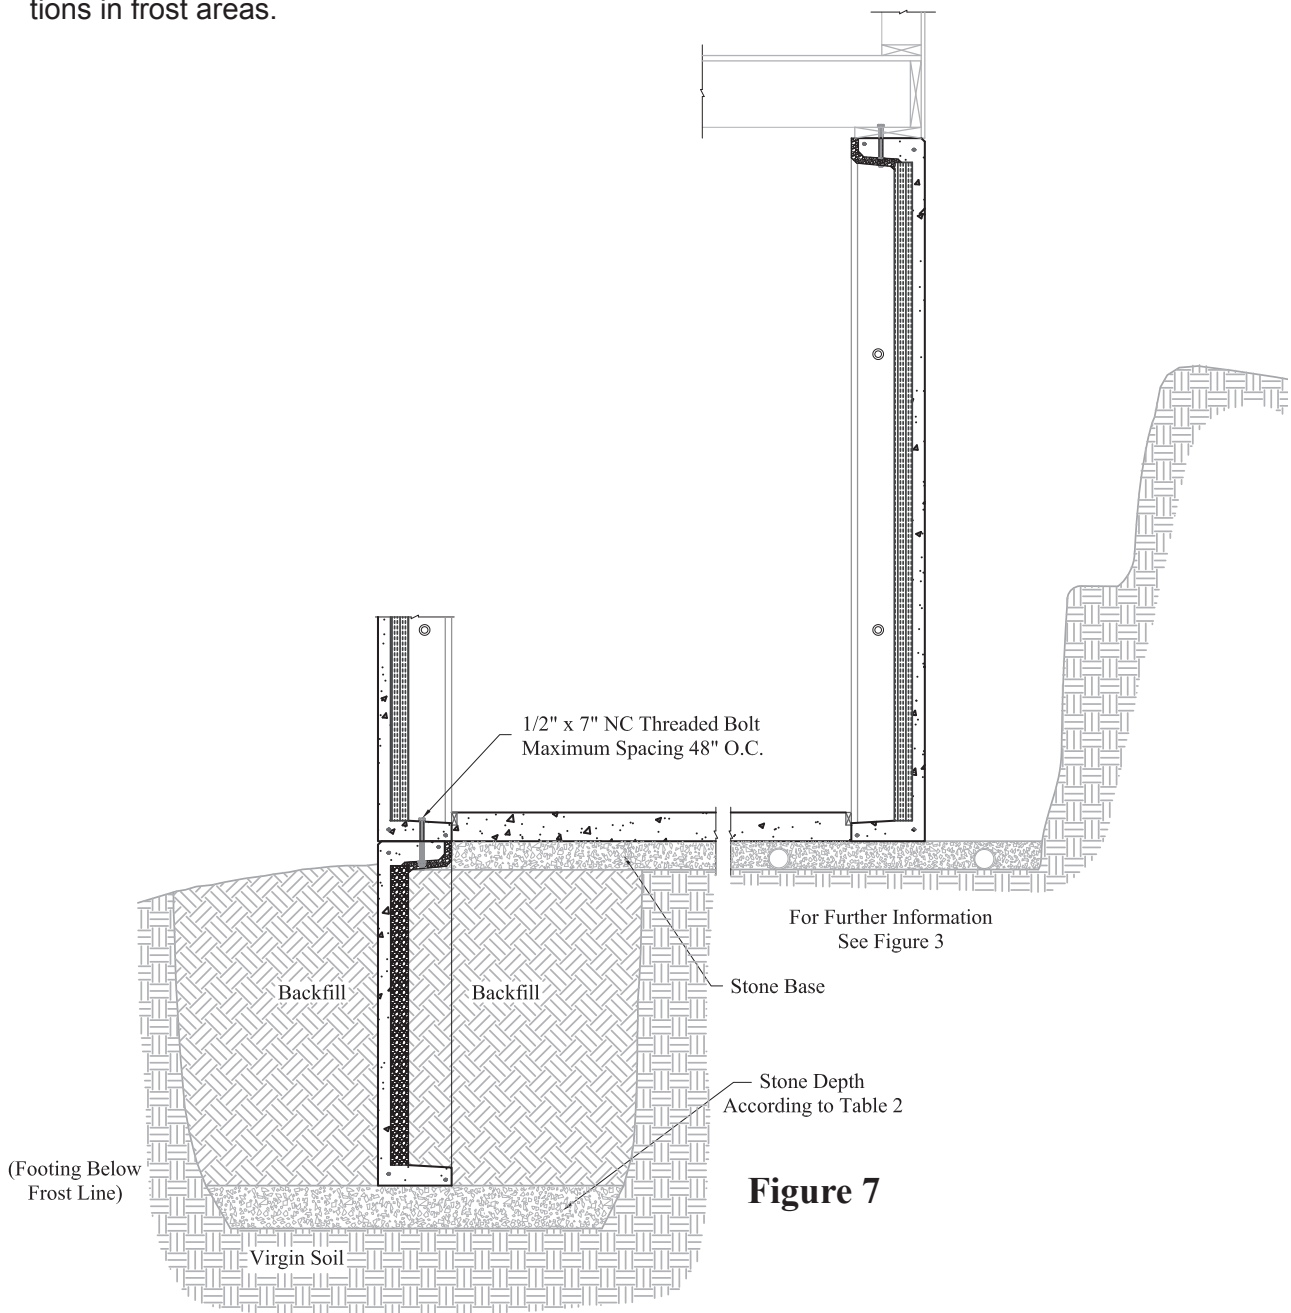 tions in frost areas.
1/2" x 7" NC Threaded Bolt
Maximum Spacing 48" O.C.
For Further Information
See Figure 3
Backfill
Backfill
Stone Base
Stone Depth
According to Table 2
(Footing Below
Frost Line)
Figure 7
Virgin Soil